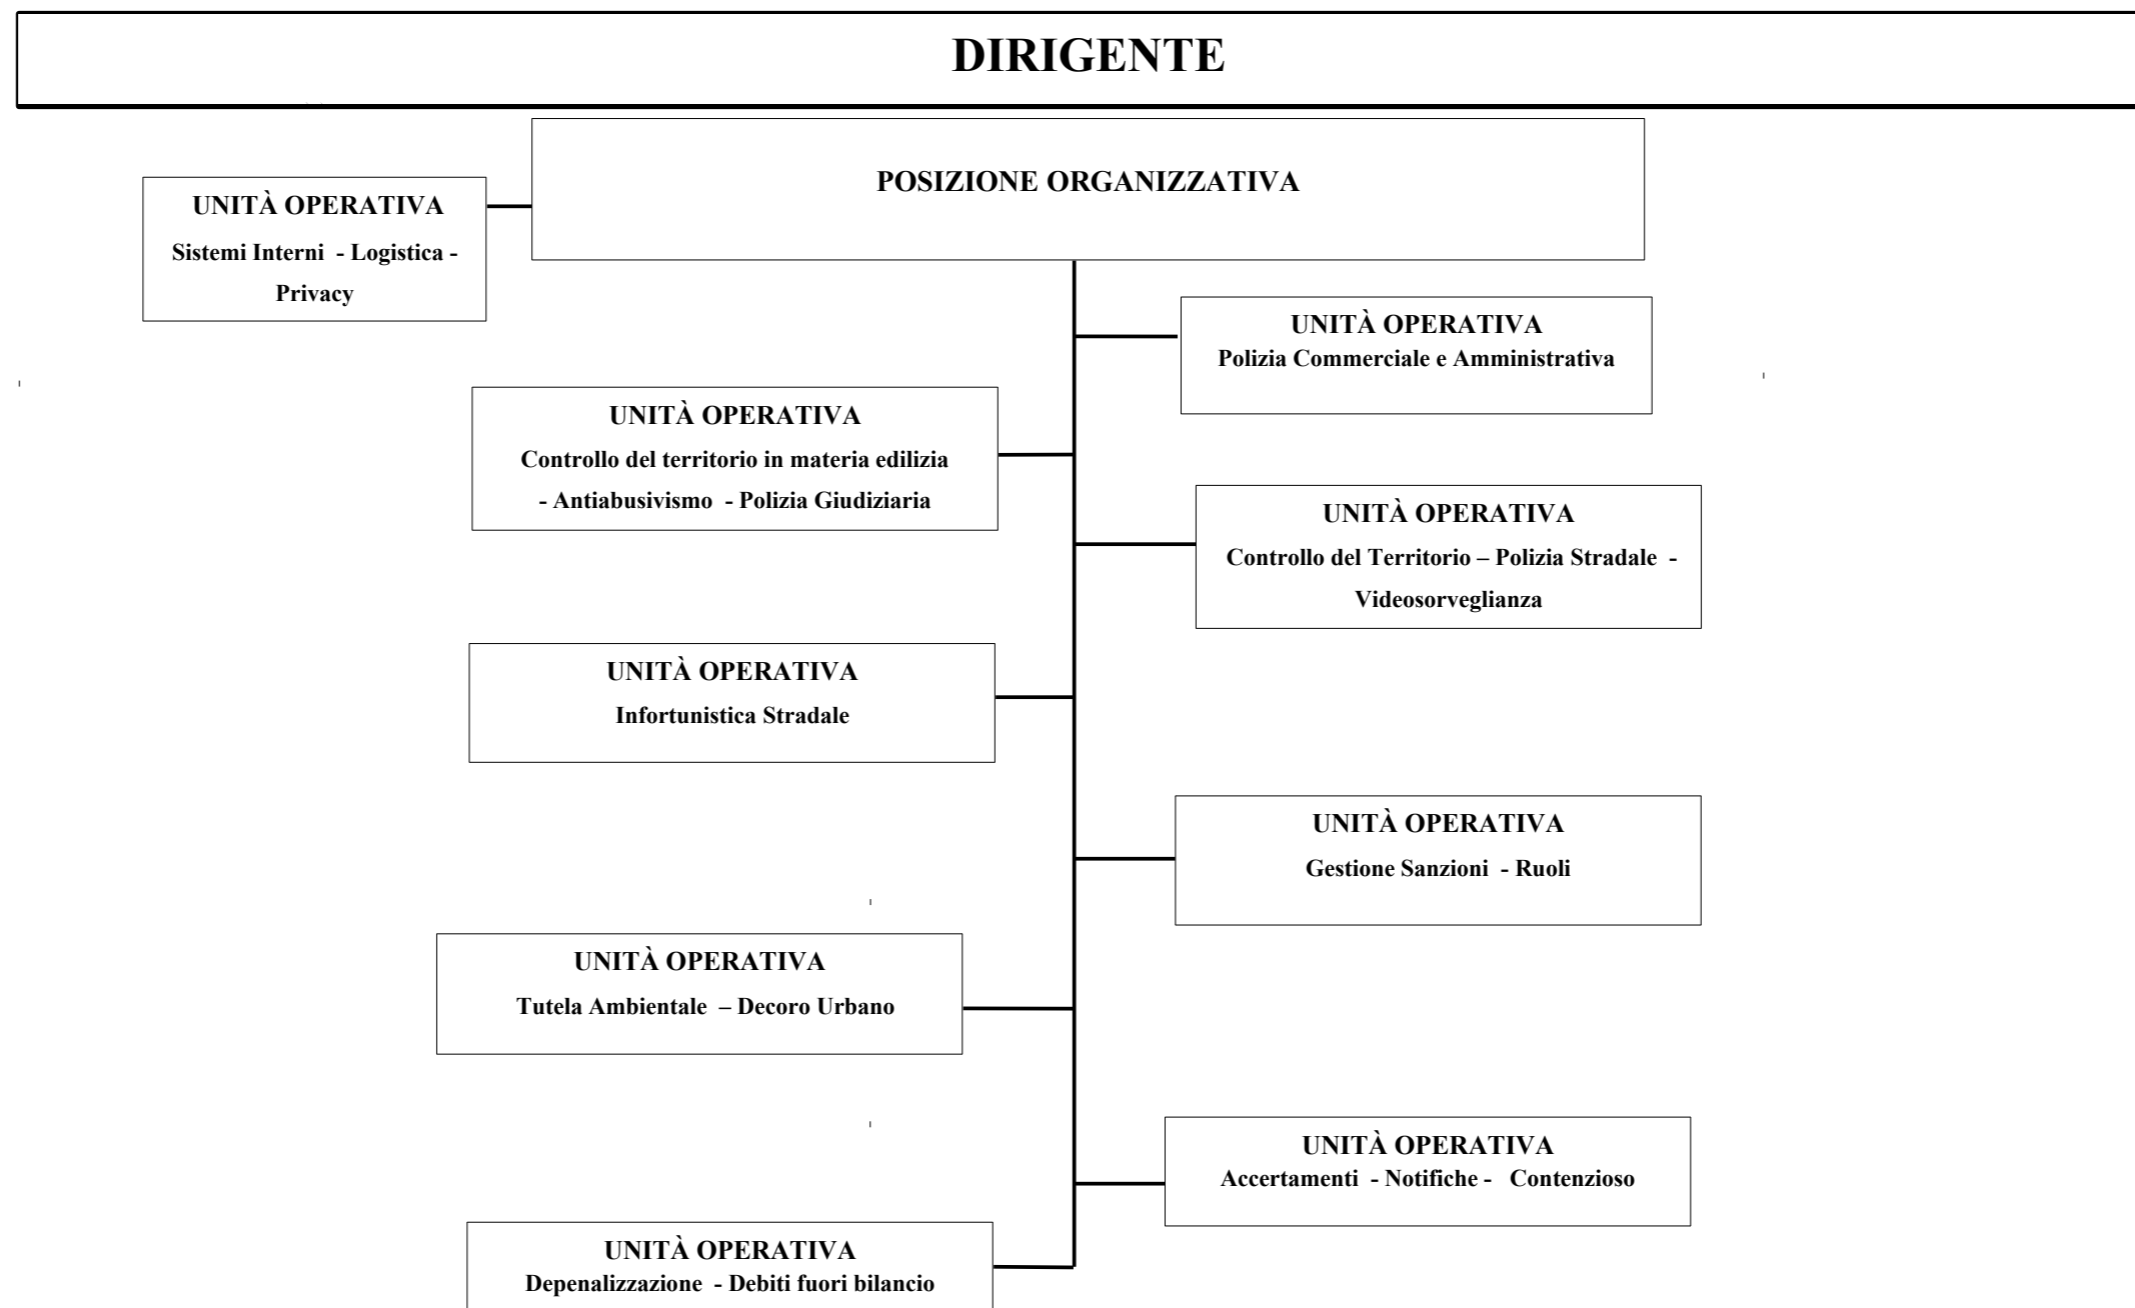 DIRIGENTE
POSIZIONE ORGANIZZATIVA
UNITÀ OPERATIVA
Sistemi Interni - Logistica -
Privacy
UNITÀ OPERATIVA
Polizia Commerciale e Amministrativa
UNITÀ OPERATIVA
Controllo del territorio in materia edilizia
- Antiabusivismo - Polizia Giudiziaria
UNITÀ OPERATIVA
Controllo del Territorio – Polizia Stradale -
Videosorveglianza
UNITÀ OPERATIVA
Infortunistica Stradale
UNITÀ OPERATIVA
Gestione Sanzioni - Ruoli
UNITÀ OPERATIVA
Tutela Ambientale – Decoro Urbano
UNITÀ OPERATIVA
Accertamenti - Notifiche - Contenzioso
UNITÀ OPERATIVA
Depenalizzazione - Debiti fuori bilancio